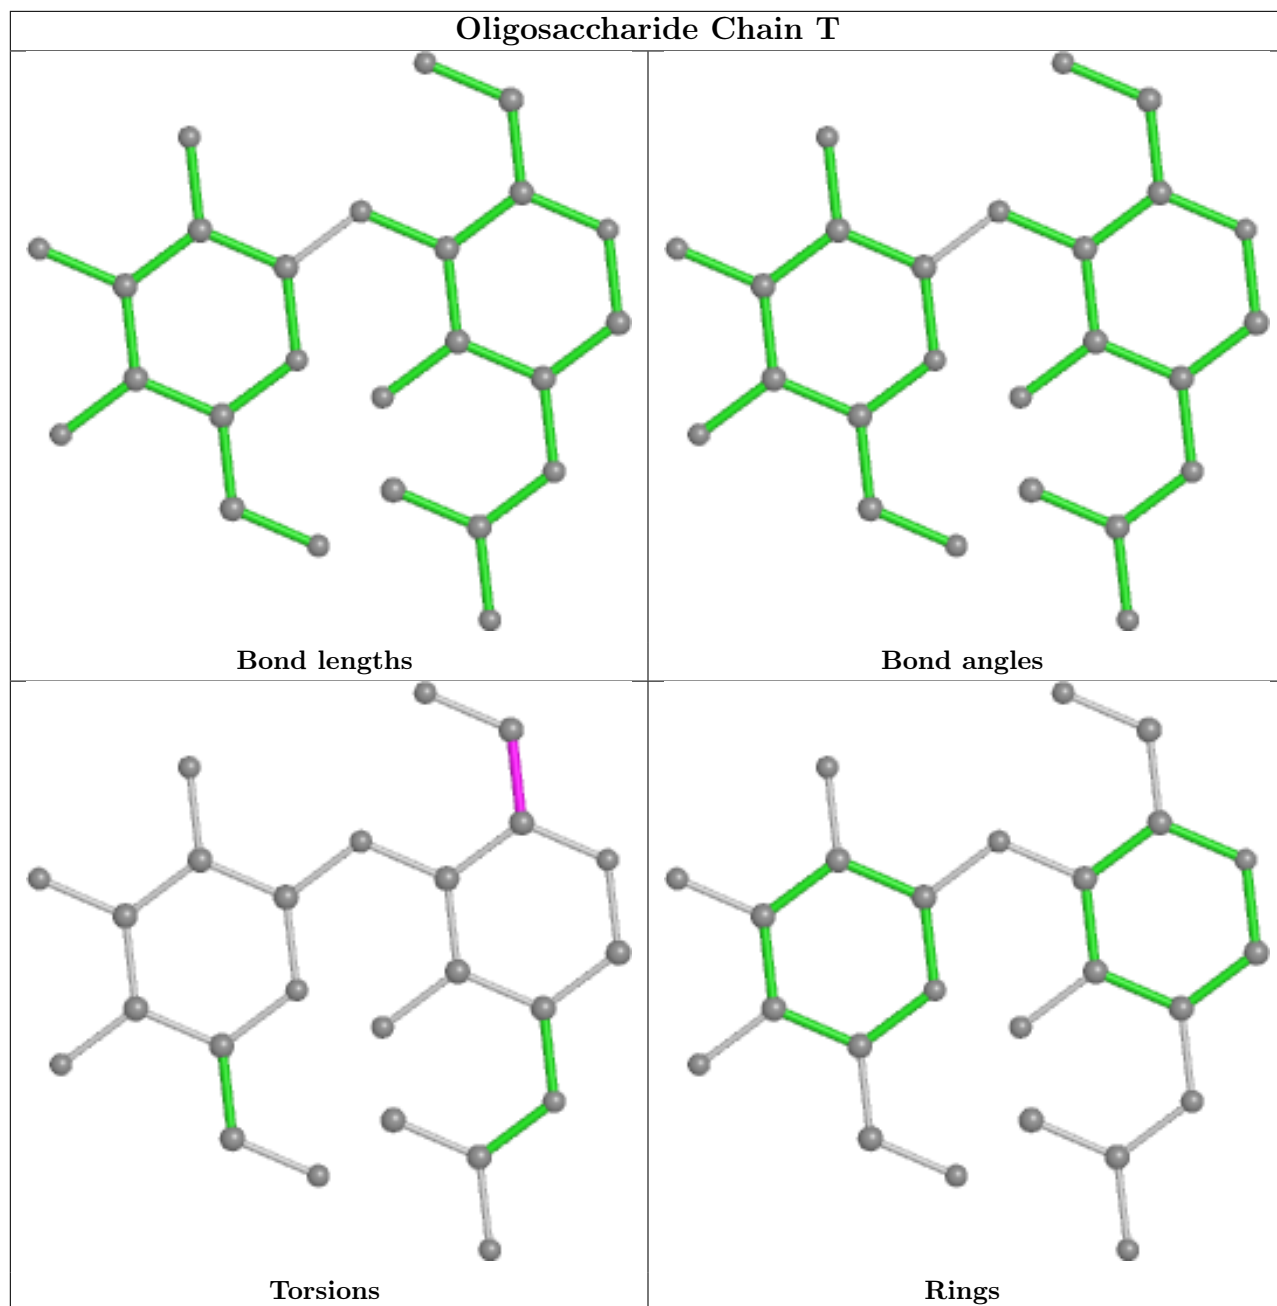 Oligosaccharide Chain T
Bond lengths
Bond angles
Torsions
Rings